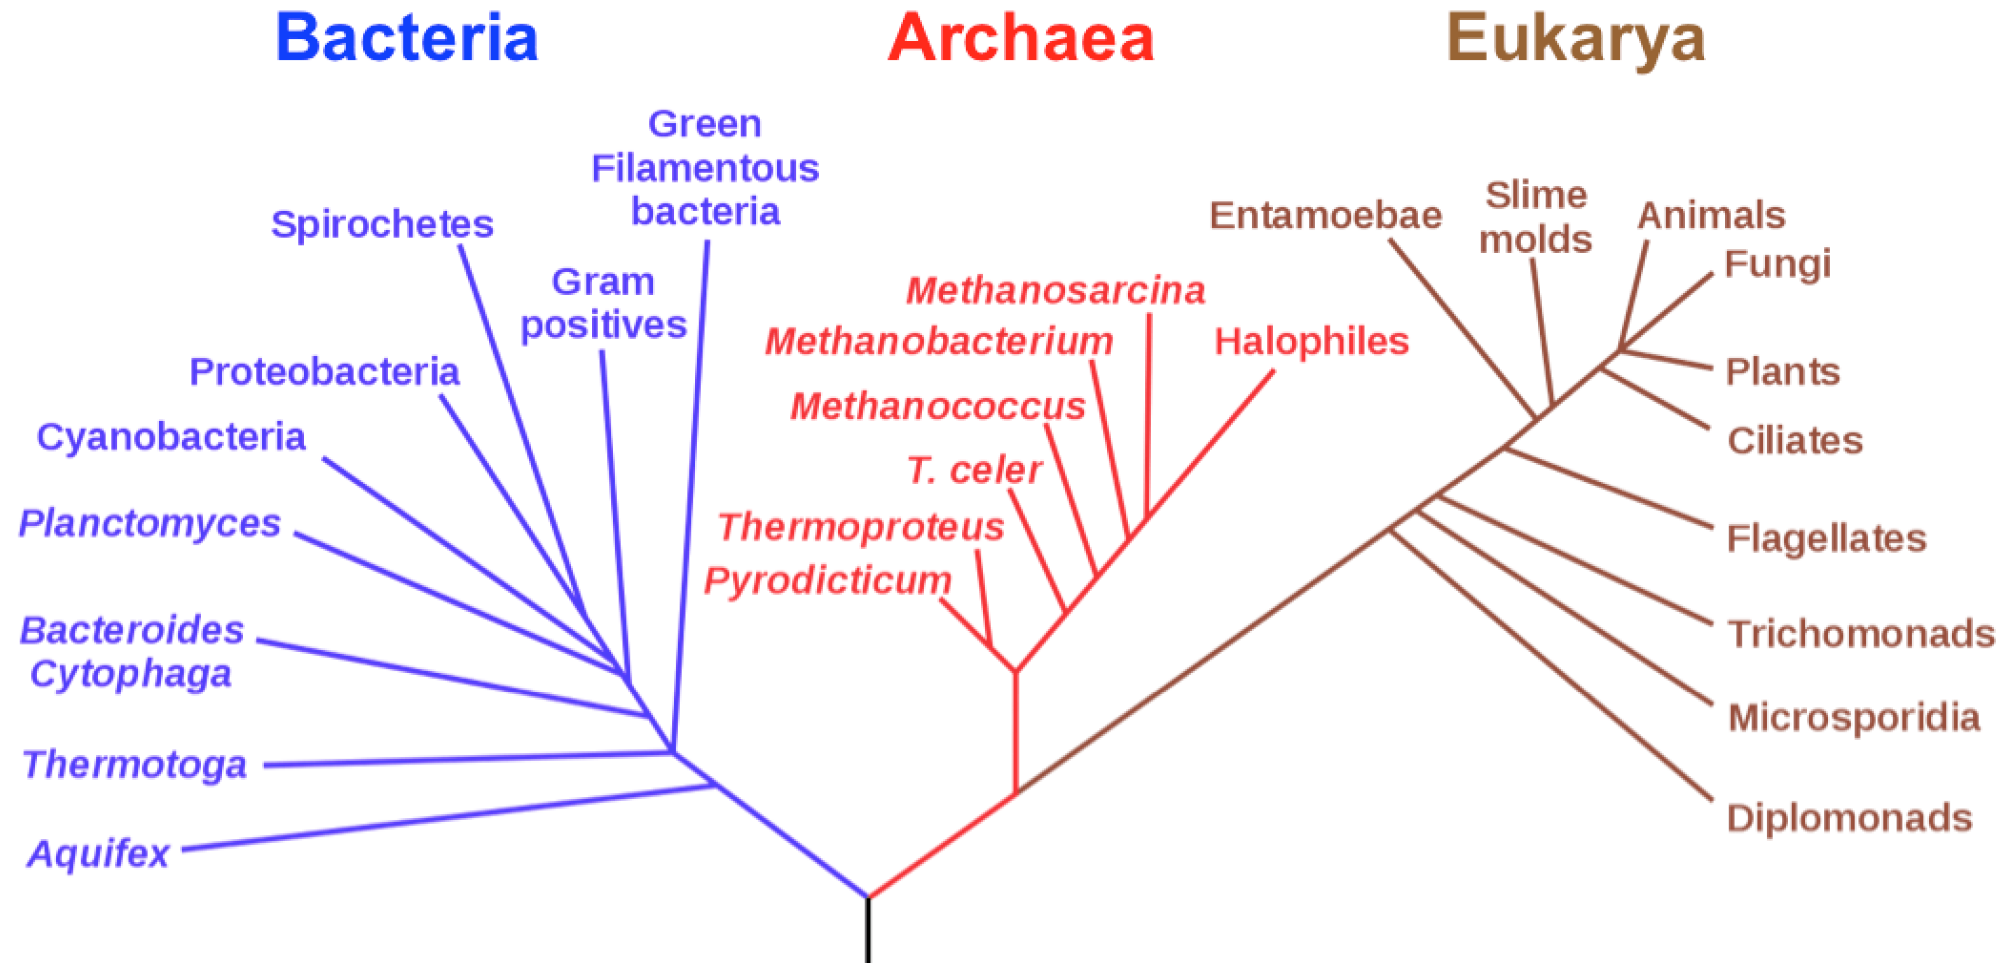 Bacteria
Archaea
Eukarya
Green
Filamentous
bacteria
Spirochetes
Gram
positives
Proteobacteria
Cyanobacteria
Planctomyces
Bacteroides
Cytophaga
Thermotoga
Aquifex
Methanosarcina
Methanobacterium
Halophiles
Methanococcus
T. celer
Thermoproteus
Pyrodicticum
Entamoebae
Slime
molds
Animals
Fungi
Plants
Ciliates
Flagellates
Trichomonads
Microsporidia
Diplomonads